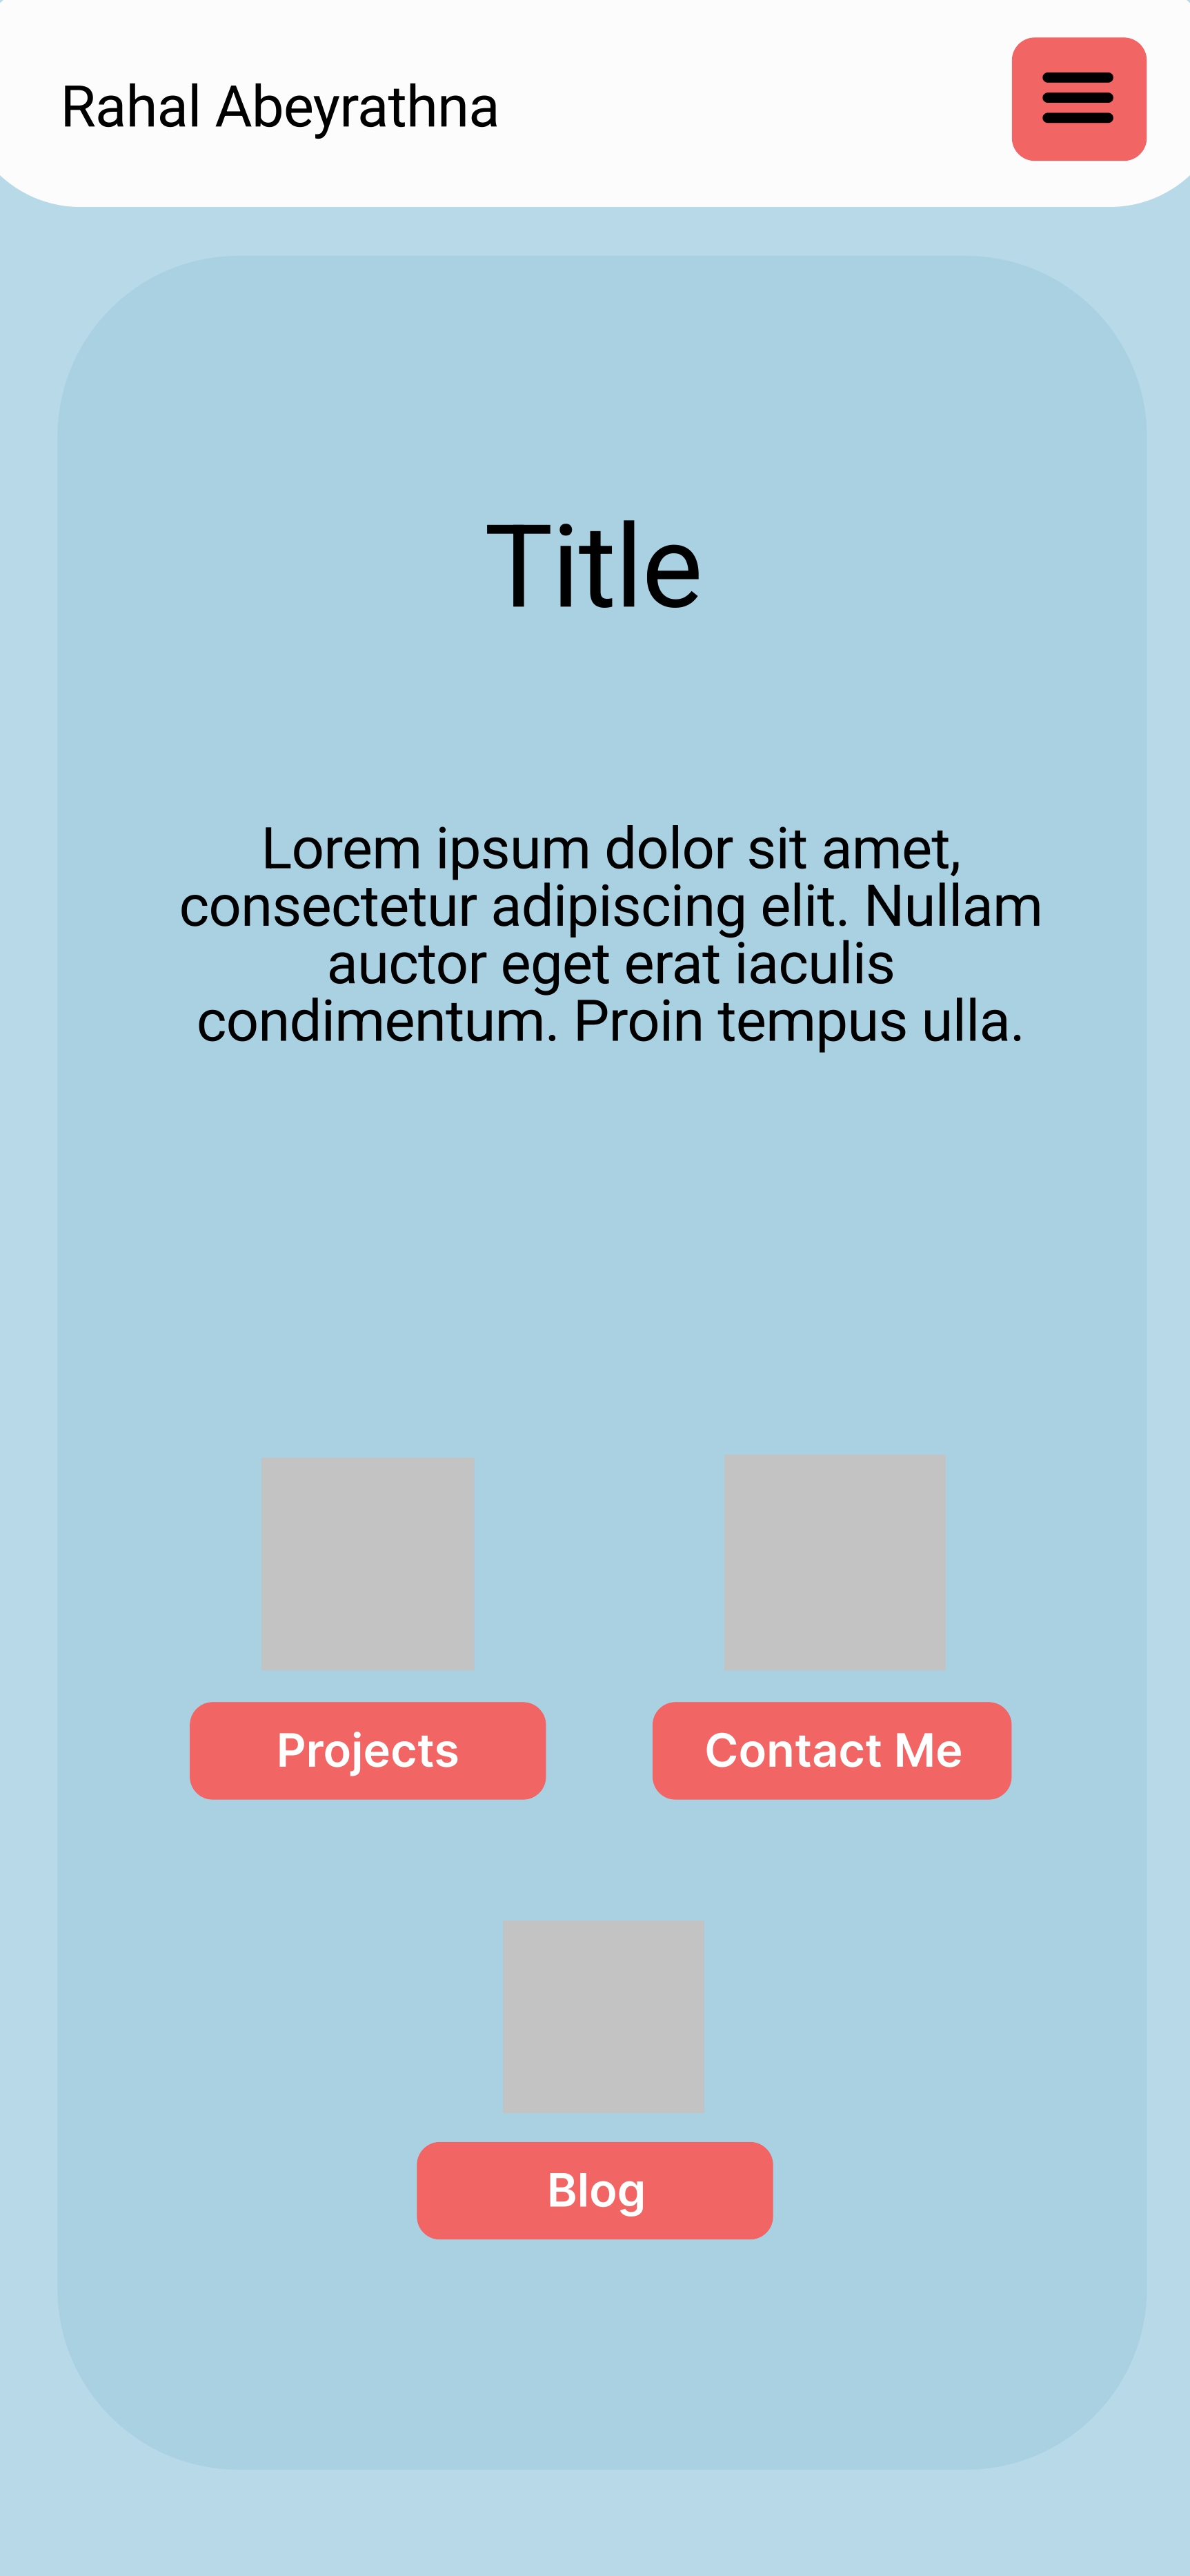 Rahal Abeyrathna
Title
Lorem ipsum dolor sit amet,
consectetur adipiscing elit. Nullam
auctor eget erat iaculis
condimentum. Proin tempus ulla.
Projects
Contact Me
Blog